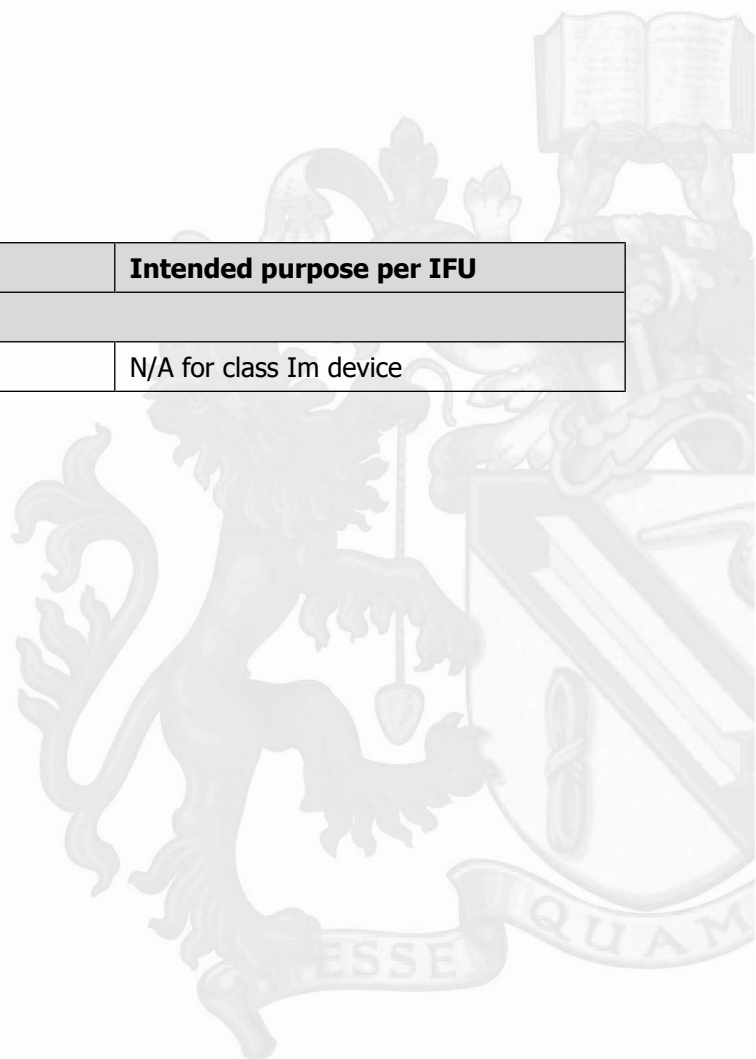 Intended purpose per IFU
N/A for class Im device
ESSE QUAM